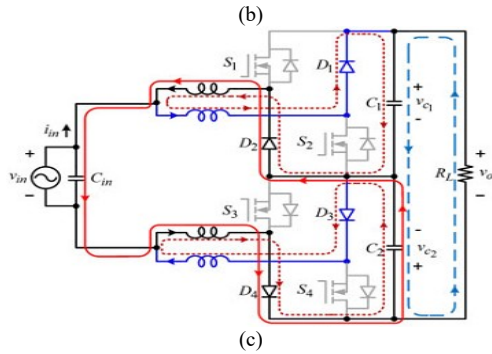 (b)
S1
D1
C1
+
vc1
-
iin
D2
S2
+
vin
-
Cin
RL
+
vo
-
S3
D3
-
vc2
+
C2
D4
S4
(c)